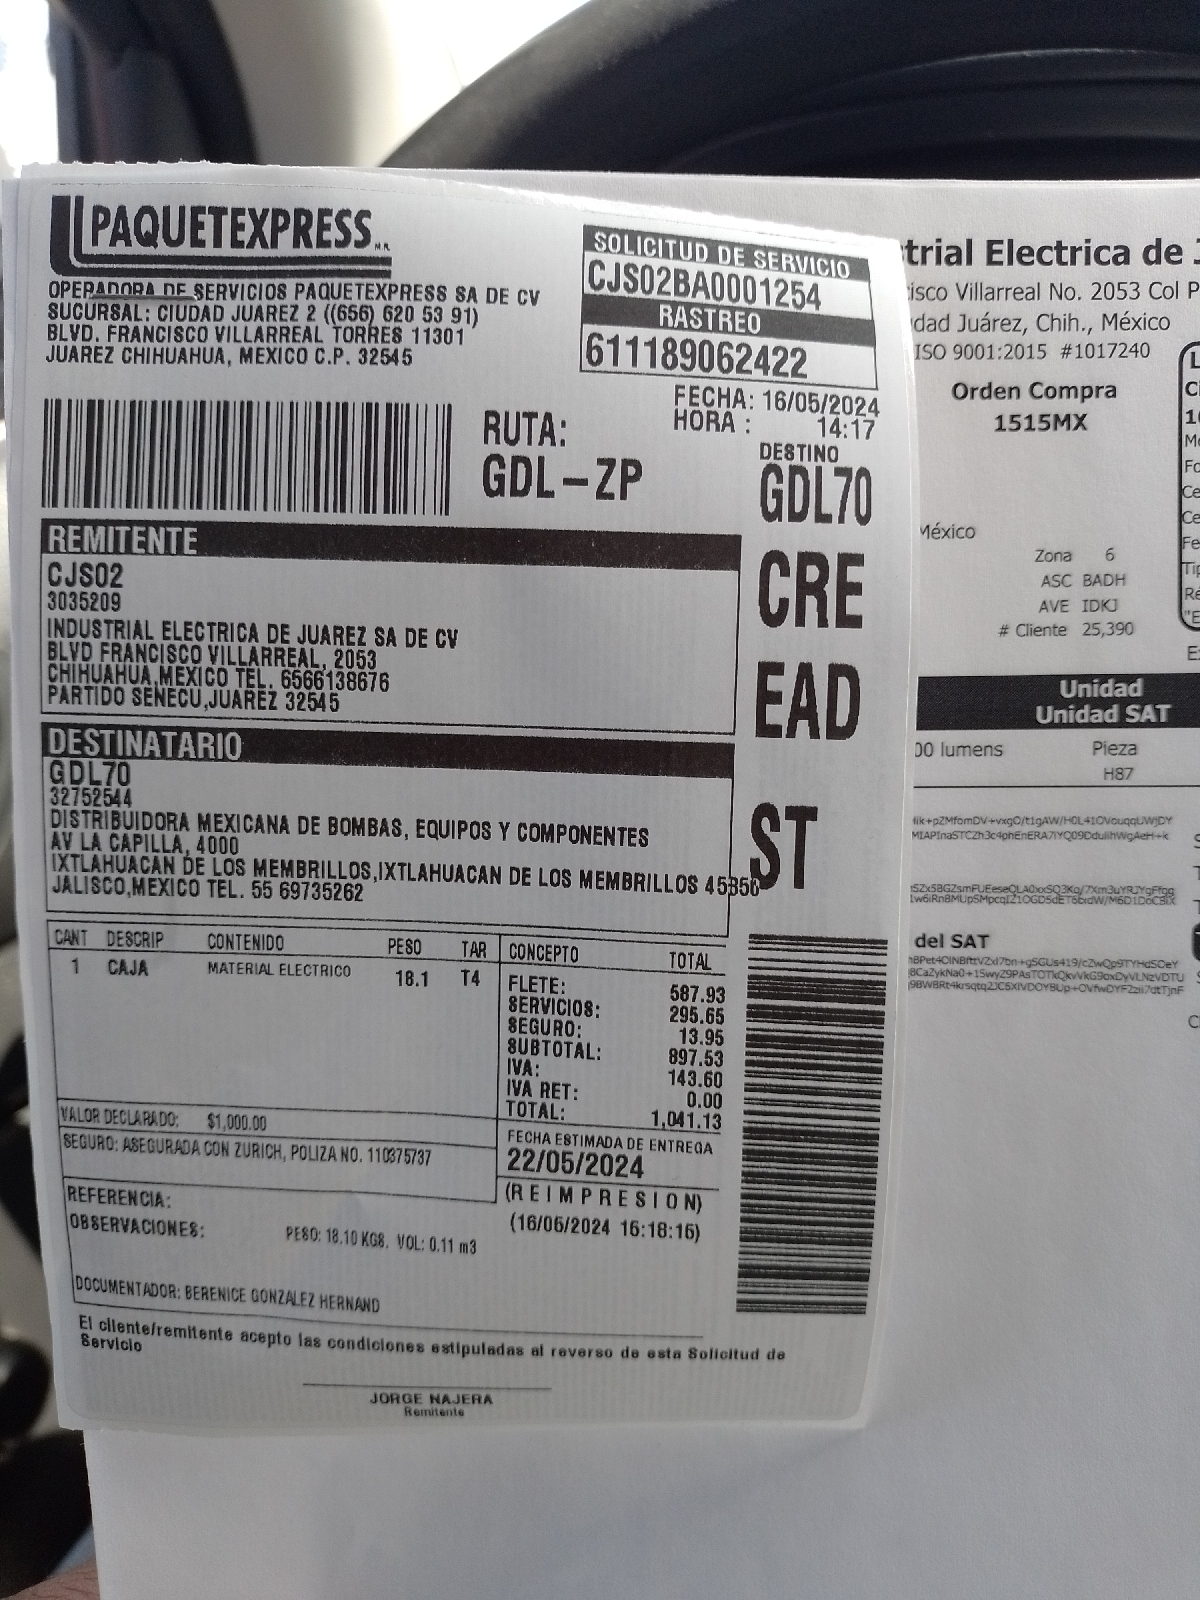 PAQUETEXPRESS M.R.
OPERADORA DE SERVICIOS PAQUETEXPRESS SA DE CV
SUCURSAL: CIUDAD JUAREZ 2 ((656) 620 53 91)
BLVD. FRANCISCO VILLARREAL TORRES 11301
JUAREZ CHIHUAHUA, MEXICO C.P. 32545
SOLICITUD DE SERVICIO
CJS02BA0001254
RASTREO
611189062422
FECHA: 16/05/2024
HORA : 14:17
RUTA:
GDL-ZP
DESTINO
GDL70
CRE
EAD
ST
REMITENTE
CJS02
3035209
INDUSTRIAL ELECTRICA DE JUAREZ SA DE CV
BLVD FRANCISCO VILLARREAL, 2053
CHIHUAHUA,MEXICO TEL. 6566138676
PARTIDO SENECU,JUAREZ 32545
DESTINATARIO
GDL70
32752544
DISTRIBUIDORA MEXICANA DE BOMBAS, EQUIPOS Y COMPONENTES
AV LA CAPILLA, 4000
IXTLAHUACAN DE LOS MEMBRILLOS,IXTLAHUACAN DE LOS MEMBRILLOS 45850
JALISCO,MEXICO TEL. 55 69735262
CANT DESCRIP CONTENIDO PESO TAR
1 CAJA MATERIAL ELECTRICO 18.1 T4
CONCEPTO TOTAL
FLETE: 587.93
SERVICIOS: 295.65
SEGURO: 13.95
SUBTOTAL: 897.53
IVA: 143.60
IVA RET: 0.00
TOTAL: 1,041.13
VALOR DECLARADO: $1,000.00
SEGURO: ASEGURADA CON ZURICH, POLIZA NO. 110375737
FECHA ESTIMADA DE ENTREGA
22/05/2024
(REIMPRESION)
(16/05/2024 15:18:15)
REFERENCIA:
OBSERVACIONES: PESO: 18.10 KGS. VOL: 0.11 m3
DOCUMENTADOR: BERENICE GONZALEZ HERNAND
El cliente/remitente acepto las condiciones estipuladas al reverso de esta Solicitud de
Servicio
JORGE NAJERA
Remitente
trial Electrica de J
isco Villarreal No. 2053 Col P
dad Juárez, Chih., México
ISO 9001:2015 #1017240
Orden Compra
1515MX
México
Zona 6
ASC BADH
AVE IDKJ
# Cliente 25,390
Unidad
Unidad SAT
00 lumens Pieza
H87
del SAT